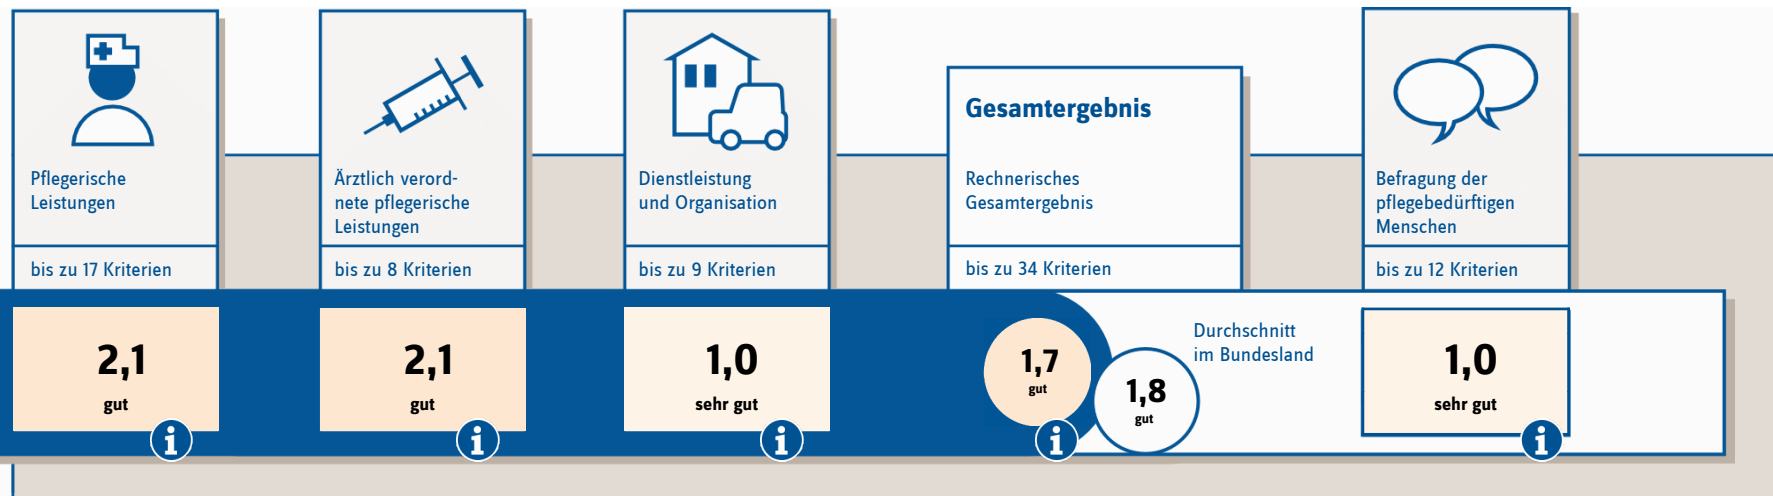 Pflegerische
Leistungen
bis zu 17 Kriterien
2,1
gut
i
Ärztlich verord-
nete pflegerische
Leistungen
bis zu 8 Kriterien
2,1
gut
i
Dienstleistung
und Organisation
bis zu 9 Kriterien
1,0
sehr gut
i
Gesamtergebnis
Rechnerisches
Gesamtergebnis
bis zu 34 Kriterien
1,7
gut
i
Durchschnitt
im Bundesland
1,8
gut
Befragung der
pflegebedürftigen
Menschen
bis zu 12 Kriterien
1,0
sehr gut
i